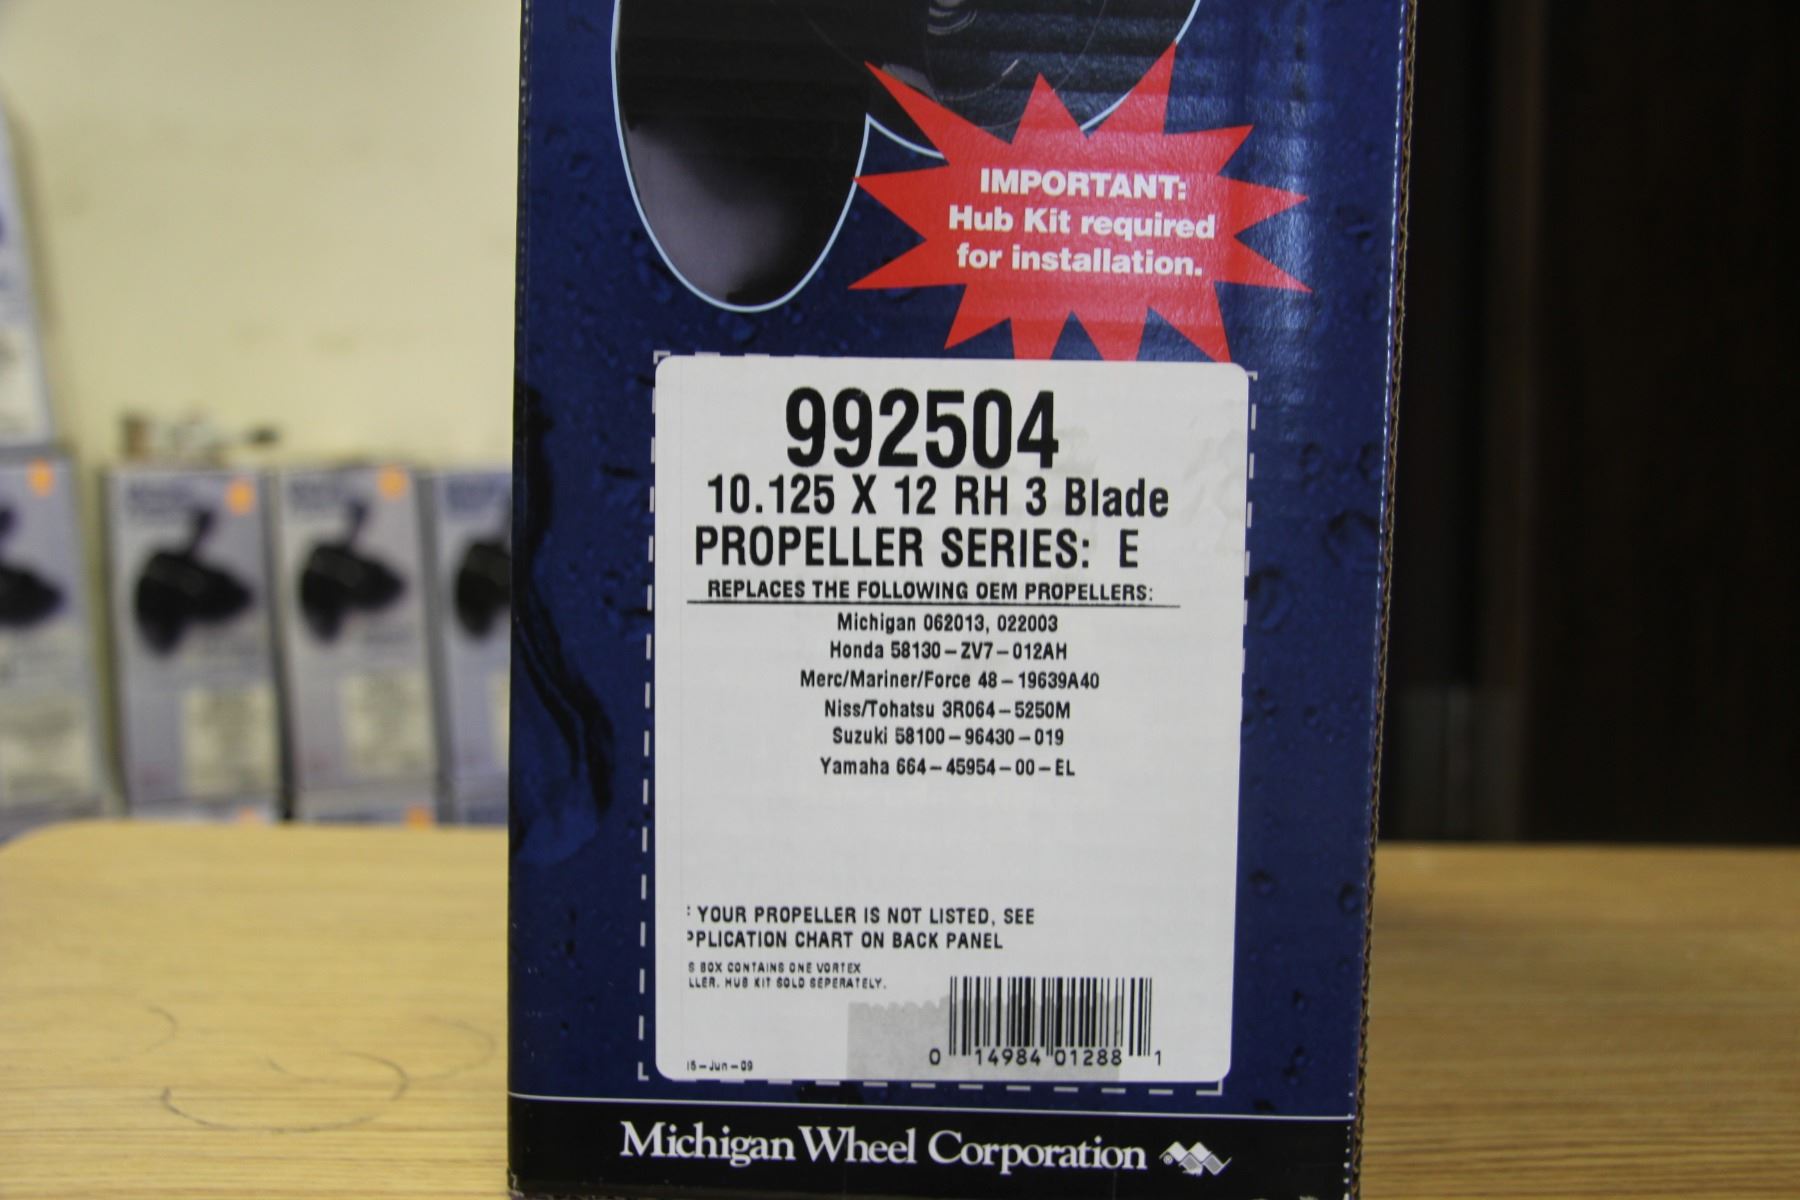 IMPORTANT:
Hub Kit required
for installation.
992504
10.125 X 12 RH 3 Blade
PROPELLER SERIES: E
REPLACES THE FOLLOWING OEM PROPELLERS:
Michigan 062013, 022003
Honda 58130-ZV7-012AH
Merc/Mariner/Force 48-19639A40
Niss/Tohatsu 3R064-5250M
Suzuki 58100-96430-019
Yamaha 664-45954-00-EL
YOUR PROPELLER IS NOT LISTED, SEE
PPLICATION CHART ON BACK PANEL
S BOX CONTAINS ONE VORTEX
LLER. HUB KIT SOLD SEPERATELY.
0 14984 01288 1
15-Jun-09
Michigan Wheel Corporation